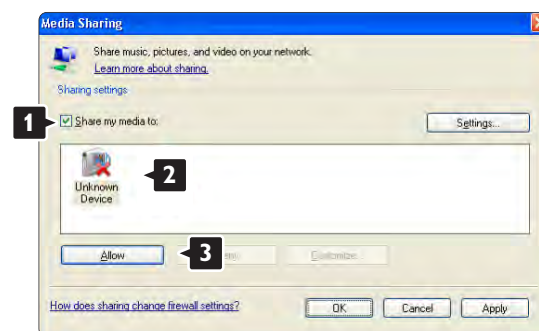 Media Sharing
Share music, pictures, and video on your network.
Learn more about sharing.
Sharing settings
1
Share my media to:
Settings...
2
Unknown
Device
Allow
3
Customize...
How does sharing change firewall settings?
OK
Cancel
Apply